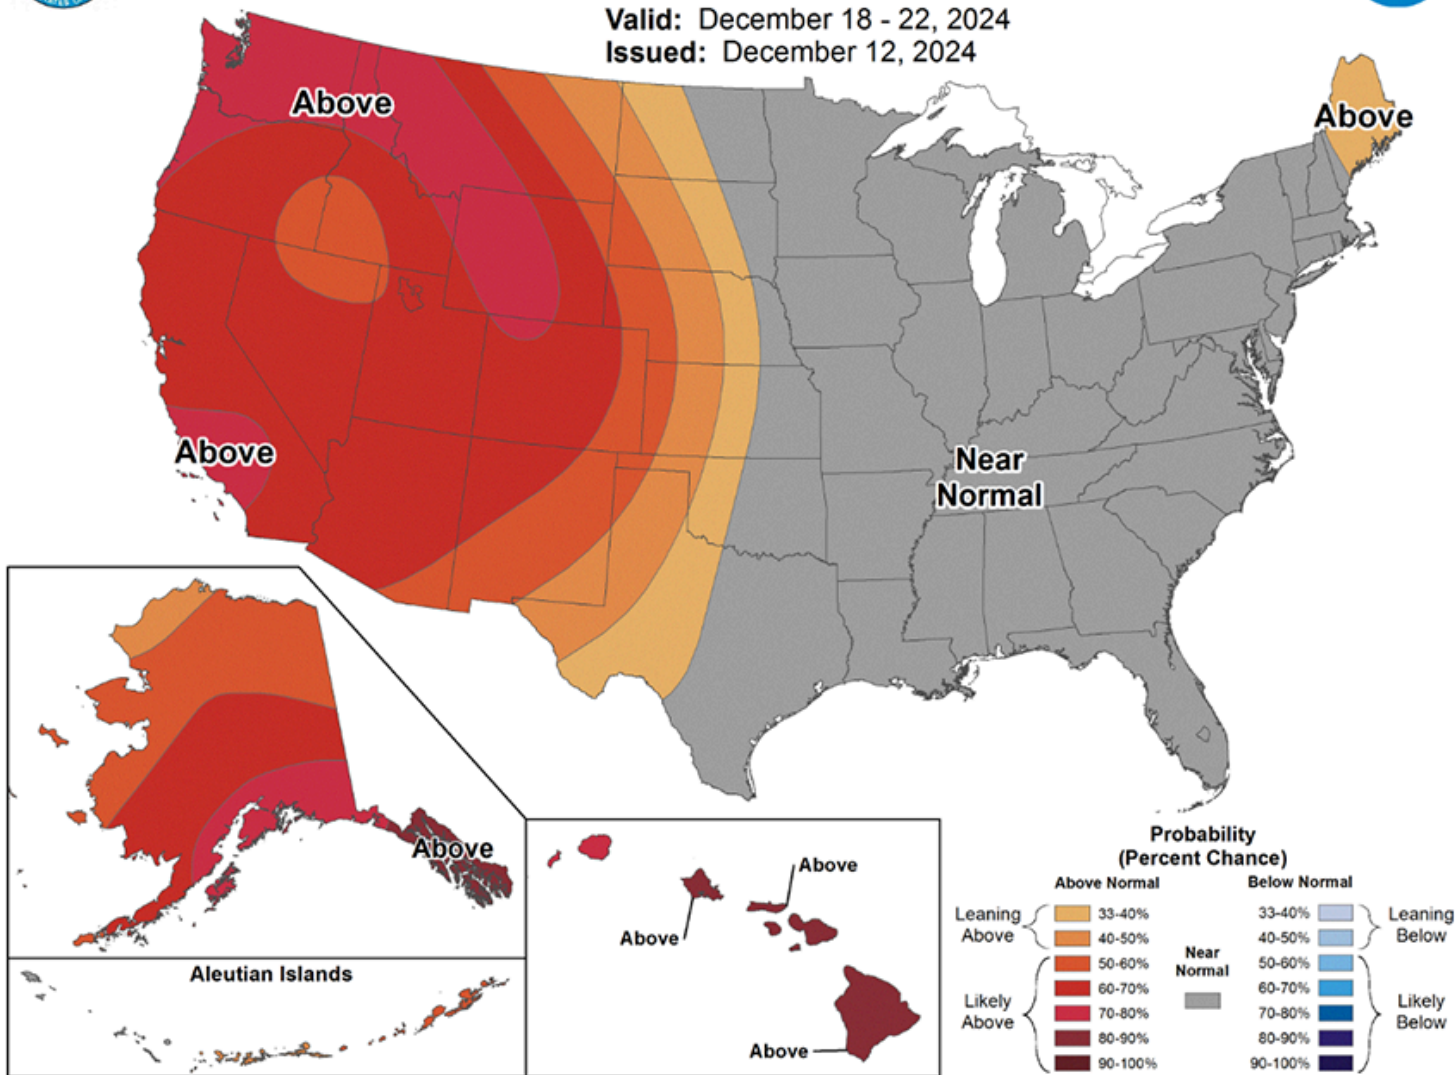 Valid: December 18 - 22, 2024
Issued: December 12, 2024
Above
Above
Above
Near
Normal
Above
Aleutian Islands
Above
Above
Above
Probability
(Percent Chance)
Above Normal
Below Normal
Leaning
Above
33-40%
40-50%
Likely
Above
50-60%
60-70%
70-80%
80-90%
90-100%
Near
Normal
33-40%
40-50%
Leaning
Below
50-60%
60-70%
70-80%
80-90%
90-100%
Likely
Below